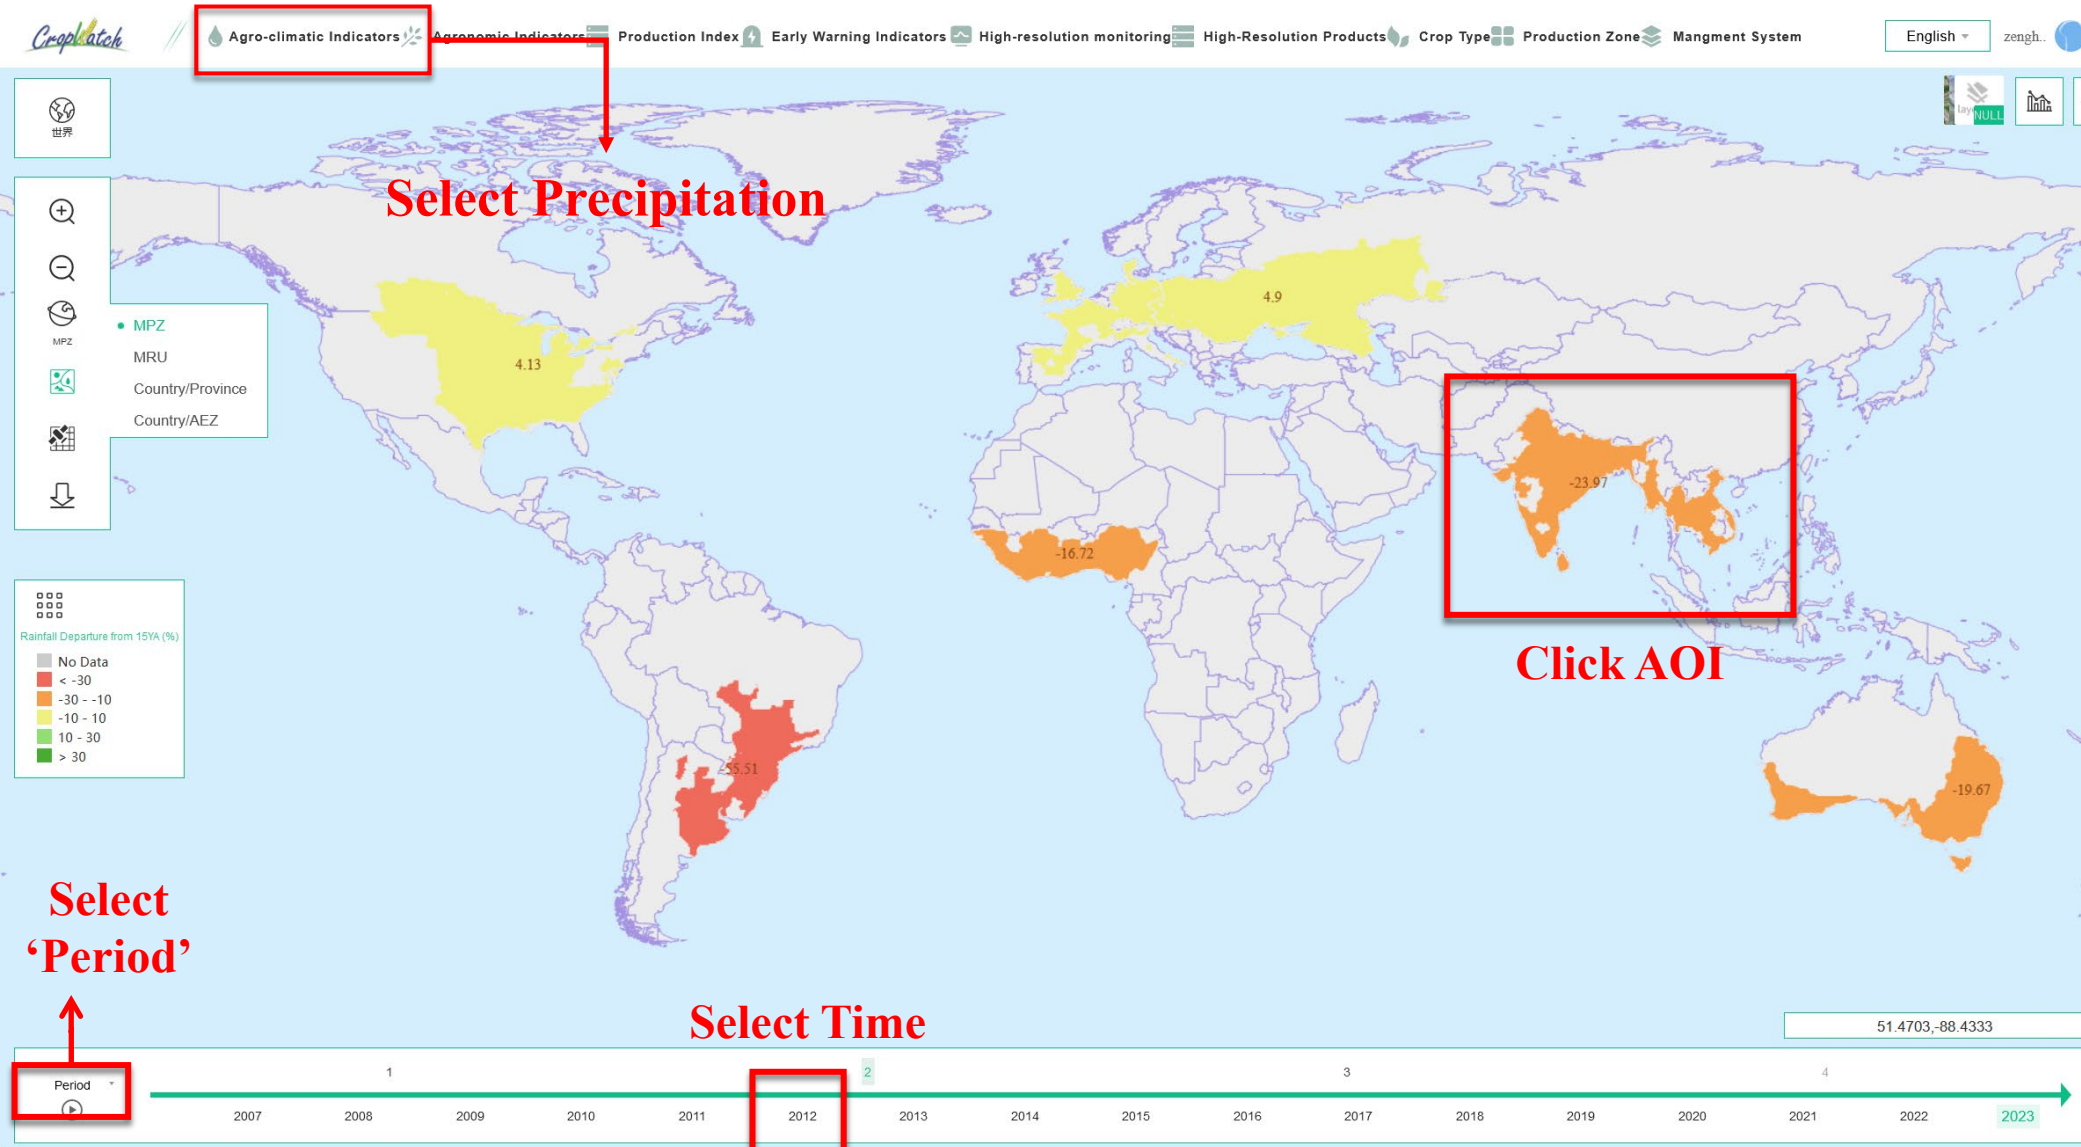 CropWatch
Agro-climatic Indicators
Agronomic Indicators
Production Index
Early Warning Indicators
High-resolution monitoring
High-Resolution Products
Crop Type
Production Zone
Mangment System
English
zengh..
世界
layer
NULL
Select Precipitation
MPZ
MPZ
MRU
Country/Province
Country/AEZ
4.13
4.9
-23.97
-16.72
-55.51
-19.67
Click AOI
Rainfall Departure from 15YA (%)
No Data
< -30
-30 - -10
-10 - 10
10 - 30
> 30
Select
‘Period’
Select Time
51.4703,-88.4333
Period
1 2 3 4
2007 2008 2009 2010 2011 2012 2013 2014 2015 2016 2017 2018 2019 2020 2021 2022 2023